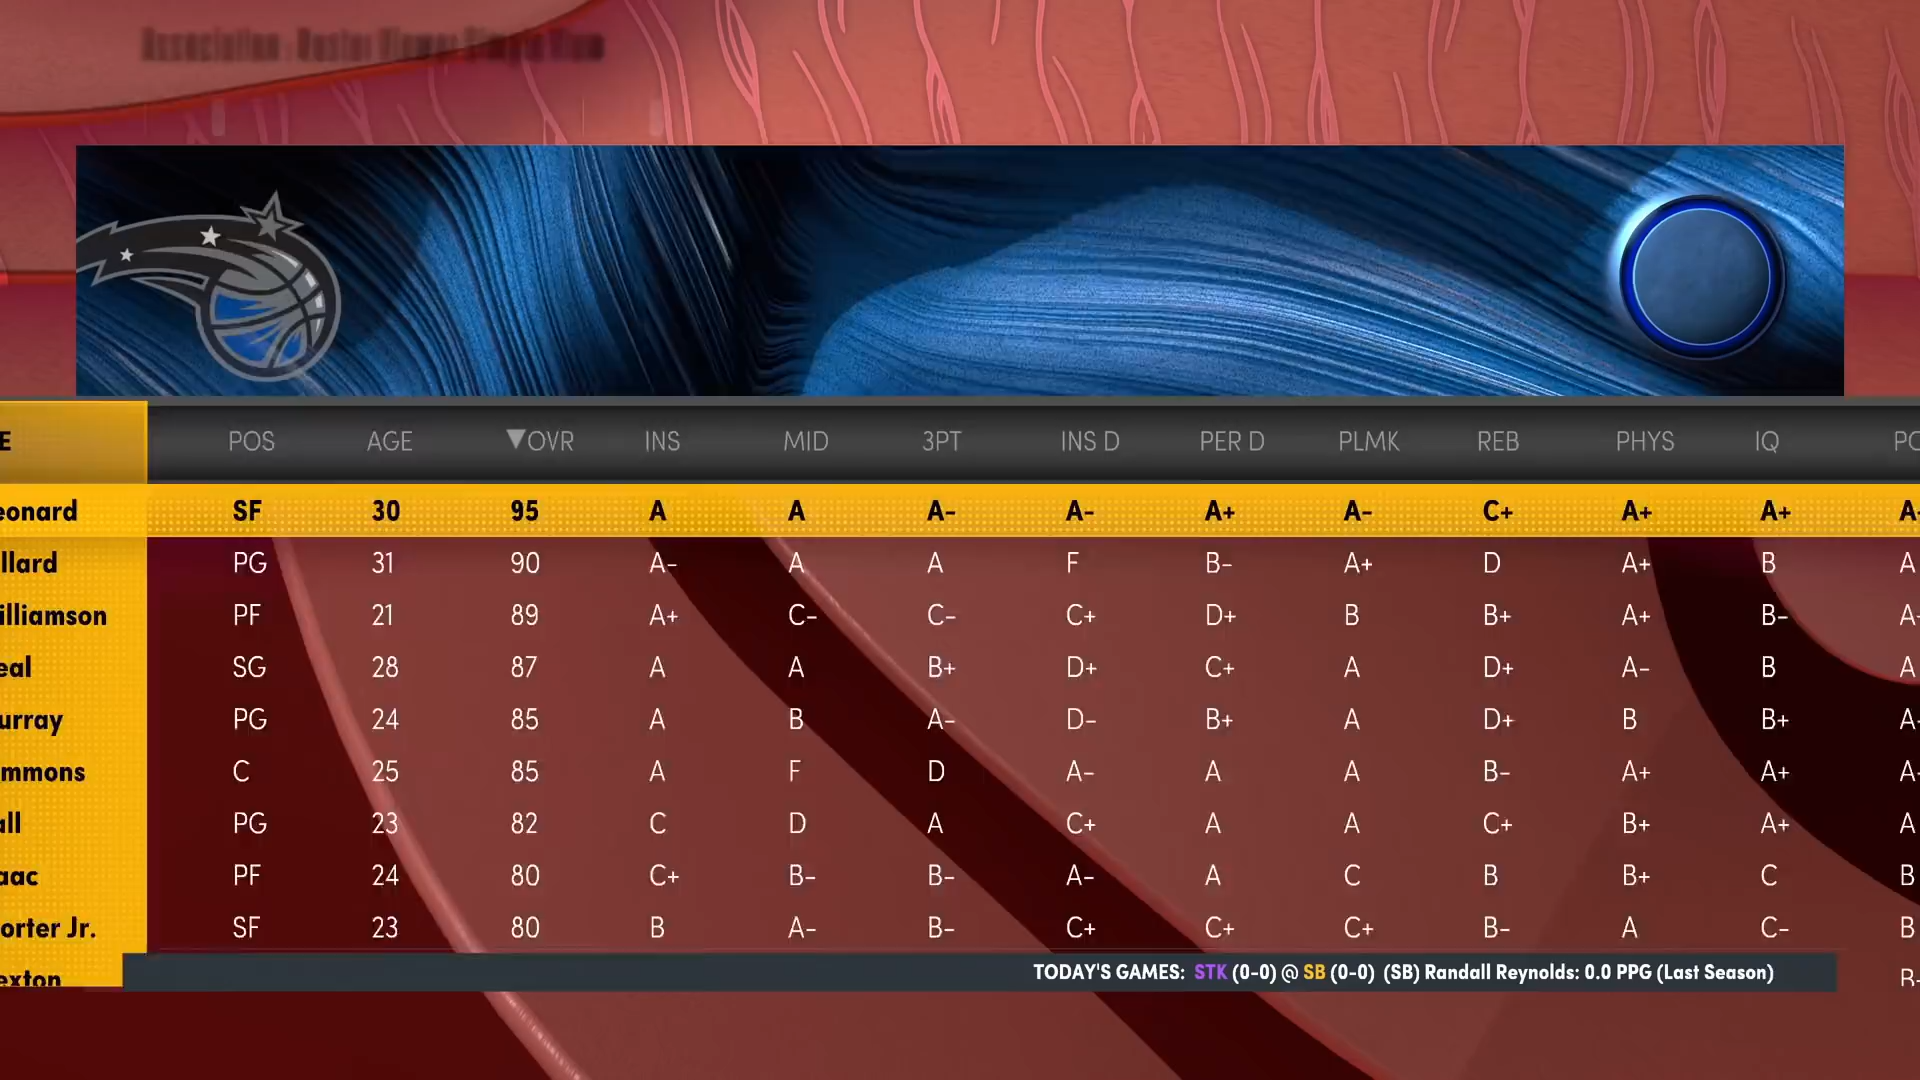 E POS AGE ▼OVR INS MID 3PT INS D PER D PLMK REB PHYS IQ PO
eonard SF 30 95 A A A- A- A+ A- C+ A+ A+ A-
llard PG 31 90 A- A A F B- A+ D A+ B A
illiamson PF 21 89 A+ C- C- C+ D+ B B+ A+ B- A-
eal SG 28 87 A A B+ D+ C+ A D+ A- B A
urray PG 24 85 A B A- D- B+ A D+ B B+ A-
mmons C 25 85 A F D A- A A B- A+ A+ A-
all PG 23 82 C D A C+ A A C+ B+ A+ A
aac PF 24 80 C+ B- B- A- A C B B+ C B
orter Jr. SF 23 80 B A- B- C+ C+ C+ B- A C- B
exton B-
TODAY'S GAMES: STK (0-0) @ SB (0-0) (SB) Randall Reynolds: 0.0 PPG (Last Season)